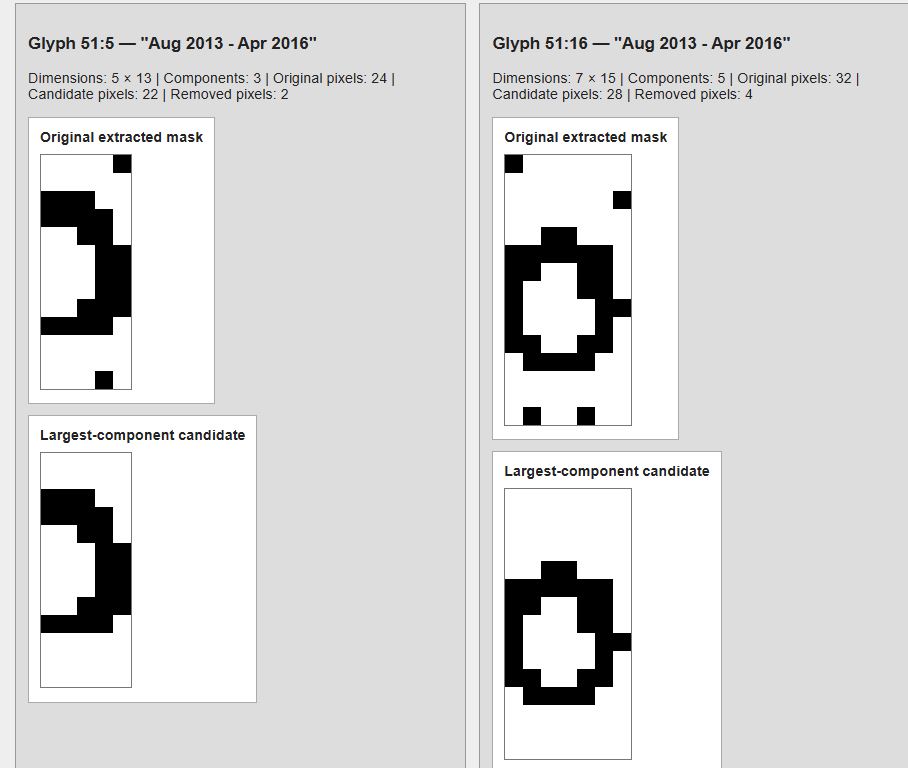 Glyph 51:5 — "Aug 2013 - Apr 2016"
Dimensions: 5 × 13 | Components: 3 | Original pixels: 24 |
Candidate pixels: 22 | Removed pixels: 2
Original extracted mask
Largest-component candidate
Glyph 51:16 — "Aug 2013 - Apr 2016"
Dimensions: 7 × 15 | Components: 5 | Original pixels: 32 |
Candidate pixels: 28 | Removed pixels: 4
Original extracted mask
Largest-component candidate